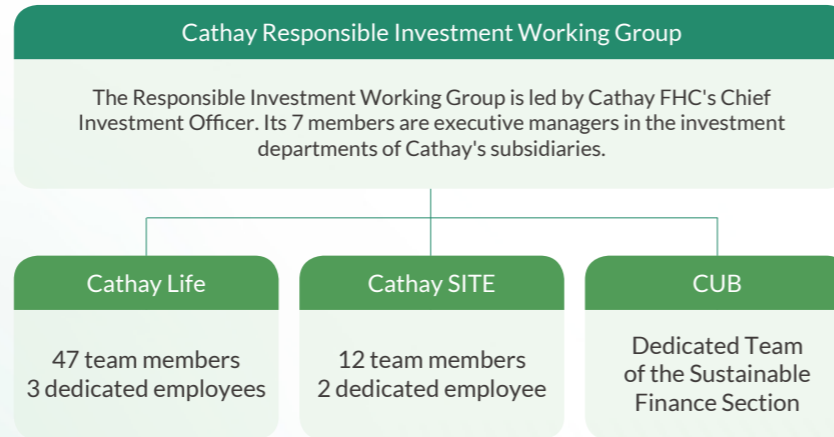 Cathay Responsible Investment Working Group
The Responsible Investment Working Group is led by Cathay FHC's Chief
Investment Officer. Its 7 members are executive managers in the investment
departments of Cathay's subsidiaries.
Cathay Life
47 team members
3 dedicated employees
Cathay SITE
12 team members
2 dedicated employee
CUB
Dedicated Team
of the Sustainable
Finance Section